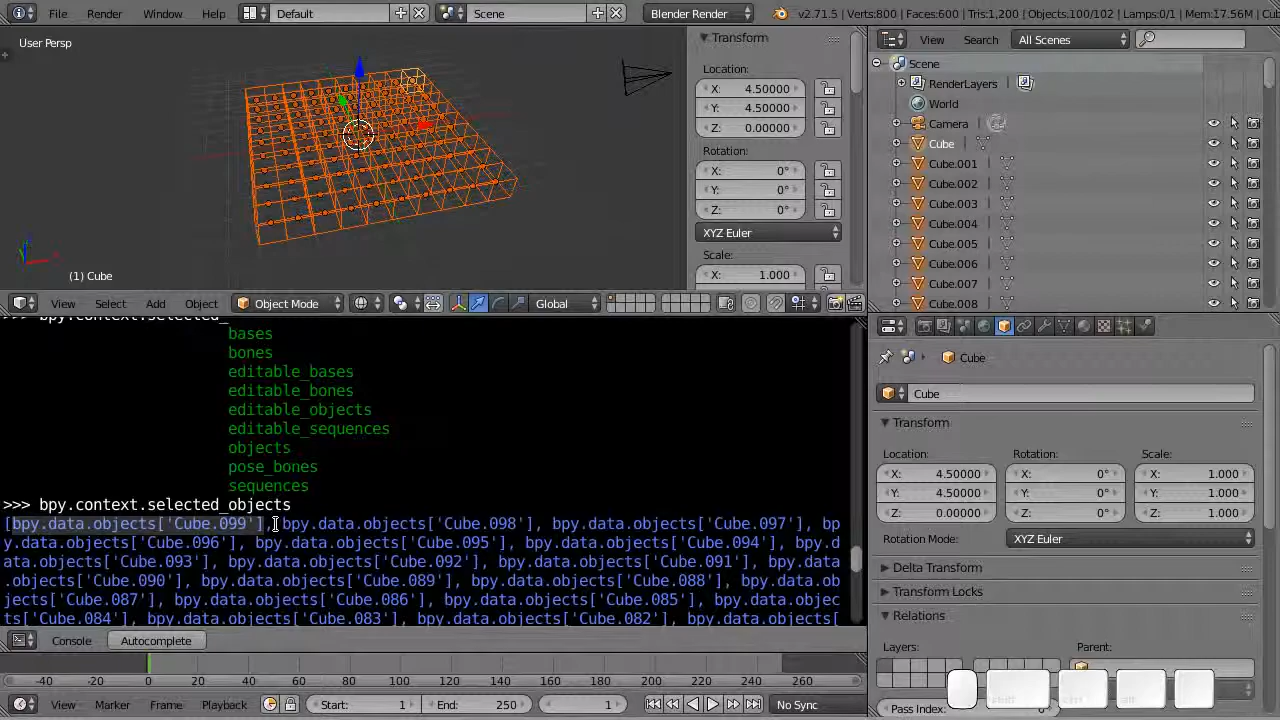 File Render Window Help Default Scene Blender Render v2.71.5 | Verts:800 | Faces:600 | Tris:1,200 | Objects:100/102 | Lamps:0/1 | Mem:17.56M |
User Persp
(1) Cube
View Select Add Object Object Mode Global
Transform
Location:
X: 4.50000
Y: 4.50000
Z: 0.00000
Rotation:
X: 0°
Y: 0°
Z: 0°
XYZ Euler
Scale:
X: 1.000
View Search All Scenes
Scene
RenderLayers
World
Camera
Cube
Cube.001
Cube.002
Cube.003
Cube.004
Cube.005
Cube.006
Cube.007
Cube.008
>>> bpy.context.selected_
bases
bones
editable_bases
editable_bones
editable_objects
editable_sequences
objects
pose_bones
sequences
>>> bpy.context.selected_objects
[bpy.data.objects['Cube.099'], bpy.data.objects['Cube.098'], bpy.data.objects['Cube.097'], bp
y.data.objects['Cube.096'], bpy.data.objects['Cube.095'], bpy.data.objects['Cube.094'], bpy.d
ata.objects['Cube.093'], bpy.data.objects['Cube.092'], bpy.data.objects['Cube.091'], bpy.data
.objects['Cube.090'], bpy.data.objects['Cube.089'], bpy.data.objects['Cube.088'], bpy.data.ob
jects['Cube.087'], bpy.data.objects['Cube.086'], bpy.data.objects['Cube.085'], bpy.data.objec
ts['Cube.084'], bpy.data.objects['Cube.083'], bpy.data.objects['Cube.082'], bpy.data.objects[
Console Autocomplete
-40 -20 0 20 40 60 80 100 120 140 160 180 200 220 240 260
View Marker Frame Playback Start: 1 End: 250 1 No Sync
Cube
Cube
Transform
Location: Rotation: Scale:
X: 4.50000 X: 0° X: 1.000
Y: 4.50000 Y: 0° Y: 1.000
Z: 0.00000 Z: 0° Z: 1.000
Rotation Mode: XYZ Euler
Delta Transform
Transform Locks
Relations
Layers: Parent:
Pass Index: